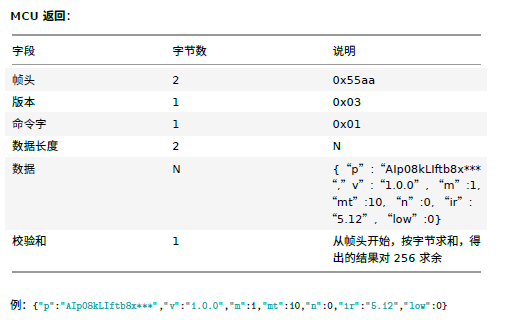 MCU 返回：
字段 字节数 说明
帧头 2 0x55aa
版本 1 0x03
命令字 1 0x01
数据长度 2 N
数据 N {“p”:“AIp08kLIftb8x***
“,”v”:“1.0.0”, “m”:1,
“mt”:10, “n”:0, “ir”:
“5.12”, “low”:0}
校验和 1 从帧头开始，按字节求和，得
出的结果对 256 求余
例：{"p":"AIp08kLIftb8x***","v":"1.0.0","m":1,"mt":10,"n":0,"ir":"5.12","low":0}